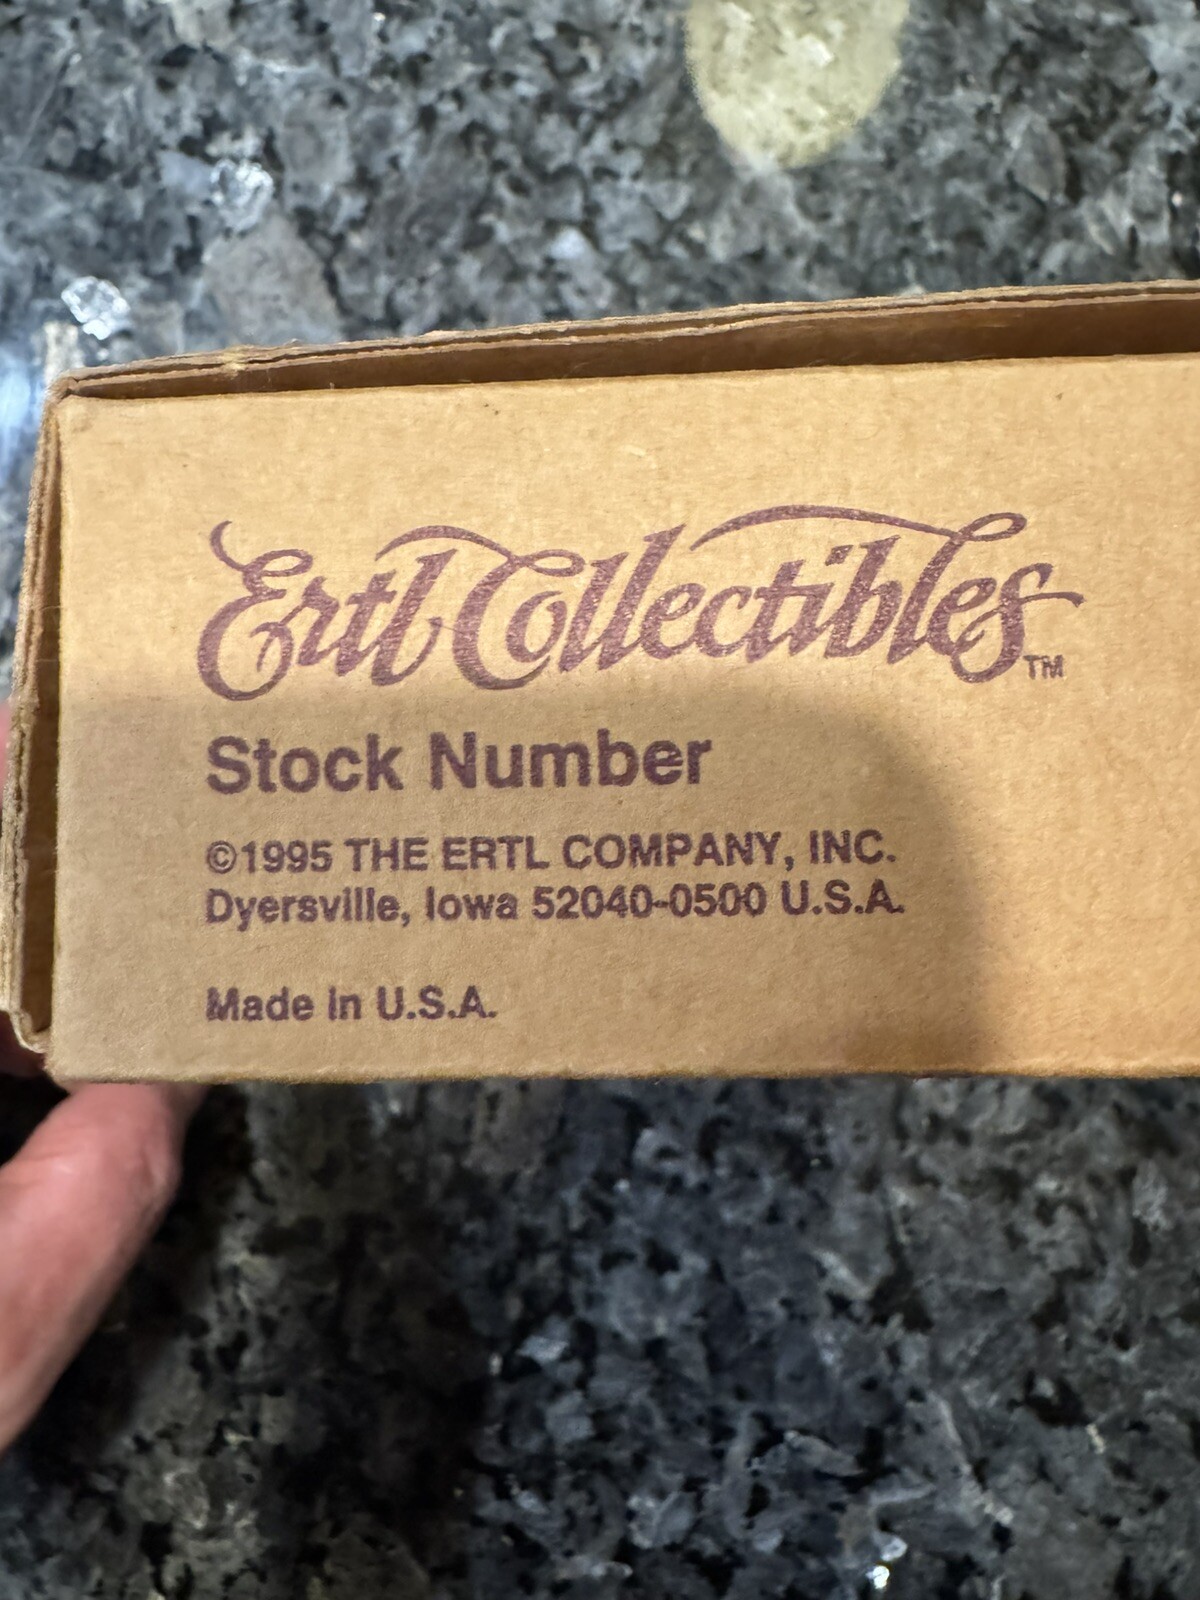 Ertl Collectibles™
Stock Number
©1995 THE ERTL COMPANY, INC.
Dyersville, Iowa 52040-0500 U.S.A.
Made in U.S.A.